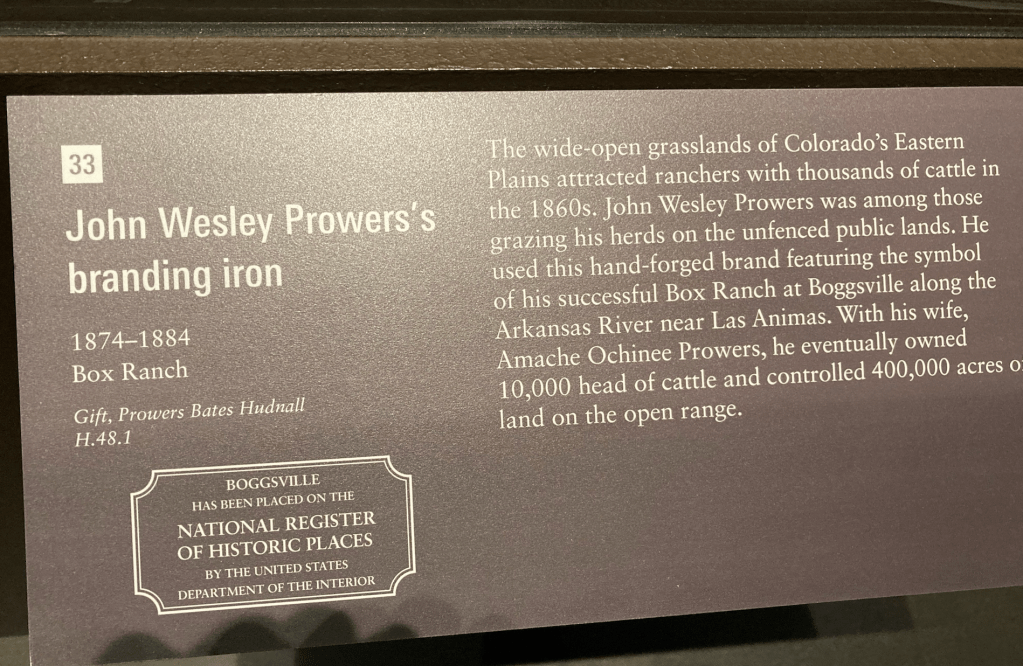 33
John Wesley Prowers's
branding iron
1874–1884
Box Ranch
Gift, Prowers Bates Hudnall
H.48.1
BOGGSVILLE
HAS BEEN PLACED ON THE
NATIONAL REGISTER
OF HISTORIC PLACES
BY THE UNITED STATES
DEPARTMENT OF THE INTERIOR
The wide-open grasslands of Colorado's Eastern
Plains attracted ranchers with thousands of cattle in
the 1860s. John Wesley Prowers was among those
grazing his herds on the unfenced public lands. He
used this hand-forged brand featuring the symbol
of his successful Box Ranch at Boggsville along the
Arkansas River near Las Animas. With his wife,
Amache Ochinee Prowers, he eventually owned
10,000 head of cattle and controlled 400,000 acres of
land on the open range.